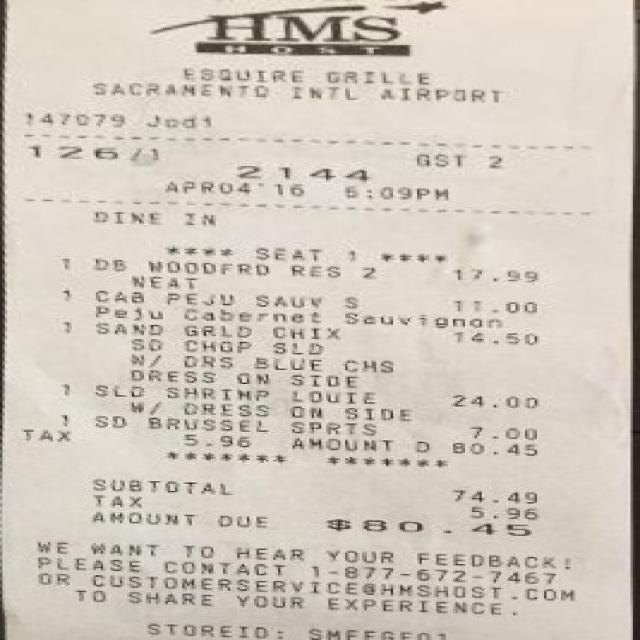 HMS
HOST
ESQUIRE GRILLE
SACRAMENTO INTL AIRPORT
147079 Jodi
126/1 GST 2
2144
APR04'16 6:09PM
DINE IN
**** SEAT 1 ****
1 DB WOODFRD RES 2 17.99
NEAT
1 CAB PEJU SAUV S 11.00
Peju Cabernet Sauvignon
1 SAND GRLD CHIX 14.50
SD CHOP SLD
W/ DRS BLUE CHS
DRESS ON SIDE
1 SLD SHRIMP LOUIE 24.00
W/ DRESS ON SIDE
1 SD BRUSSEL SPRTS 7.00
TAX 5.96 AMOUNT D 80.45
******* *******
SUBTOTAL 74.49
TAX 5.96
AMOUNT DUE $80.45
WE WANT TO HEAR YOUR FEEDBACK!
PLEASE CONTACT 1-877-672-7467
OR CUSTOMERSERVICE@HMSHOST.COM
TO SHARE YOUR EXPERIENCE.
STOREID: